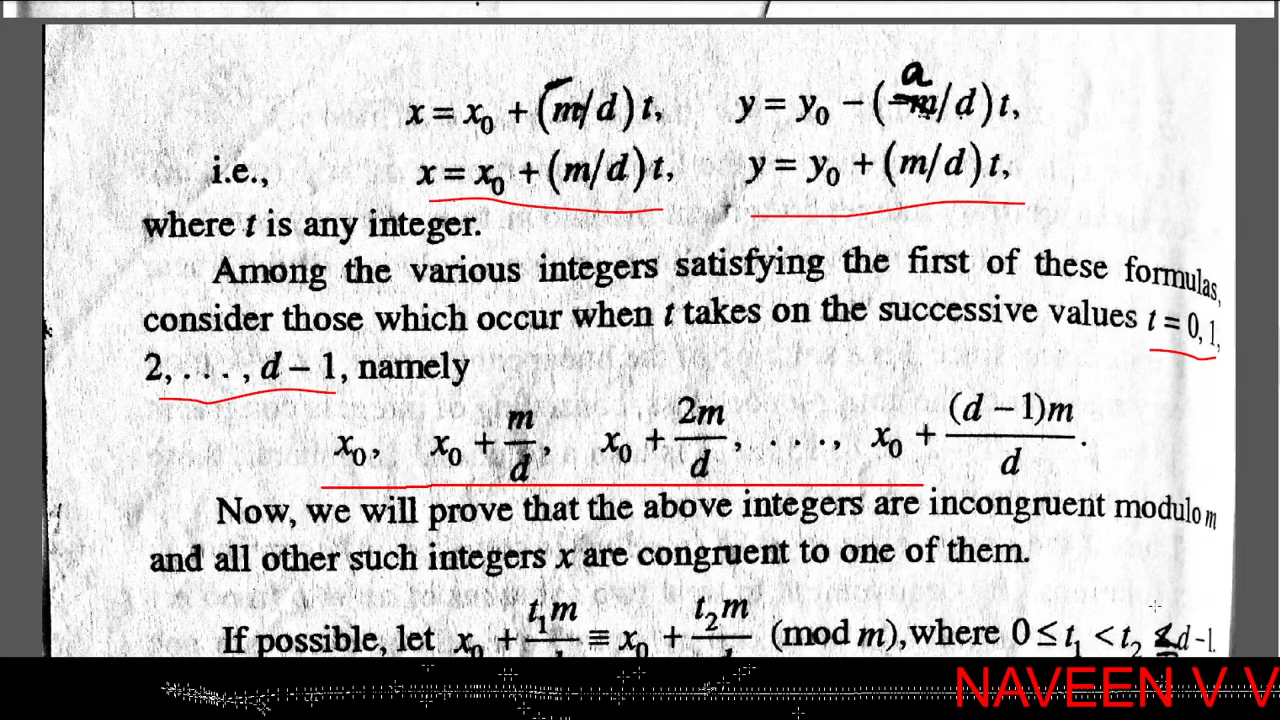 x = x₀ + (m/d) t, y = y₀ − (a/d) t,
i.e., x = x₀ + (m/d) t, y = y₀ + (m/d) t,
where t is any integer.
Among the various integers satisfying the first of these formulas,
consider those which occur when t takes on the successive values t = 0, 1,
2, . . . , d − 1, namely
x₀, x₀ + m/d, x₀ + 2m/d, . . ., x₀ + (d − 1)m/d.
Now, we will prove that the above integers are incongruent modulo m
and all other such integers x are congruent to one of them.
If possible, let x₀ + t₁m ≡ x₀ + t₂m (mod m), where 0 ≤ t₁ < t₂ ≤ d − 1.
NAVEEN V V